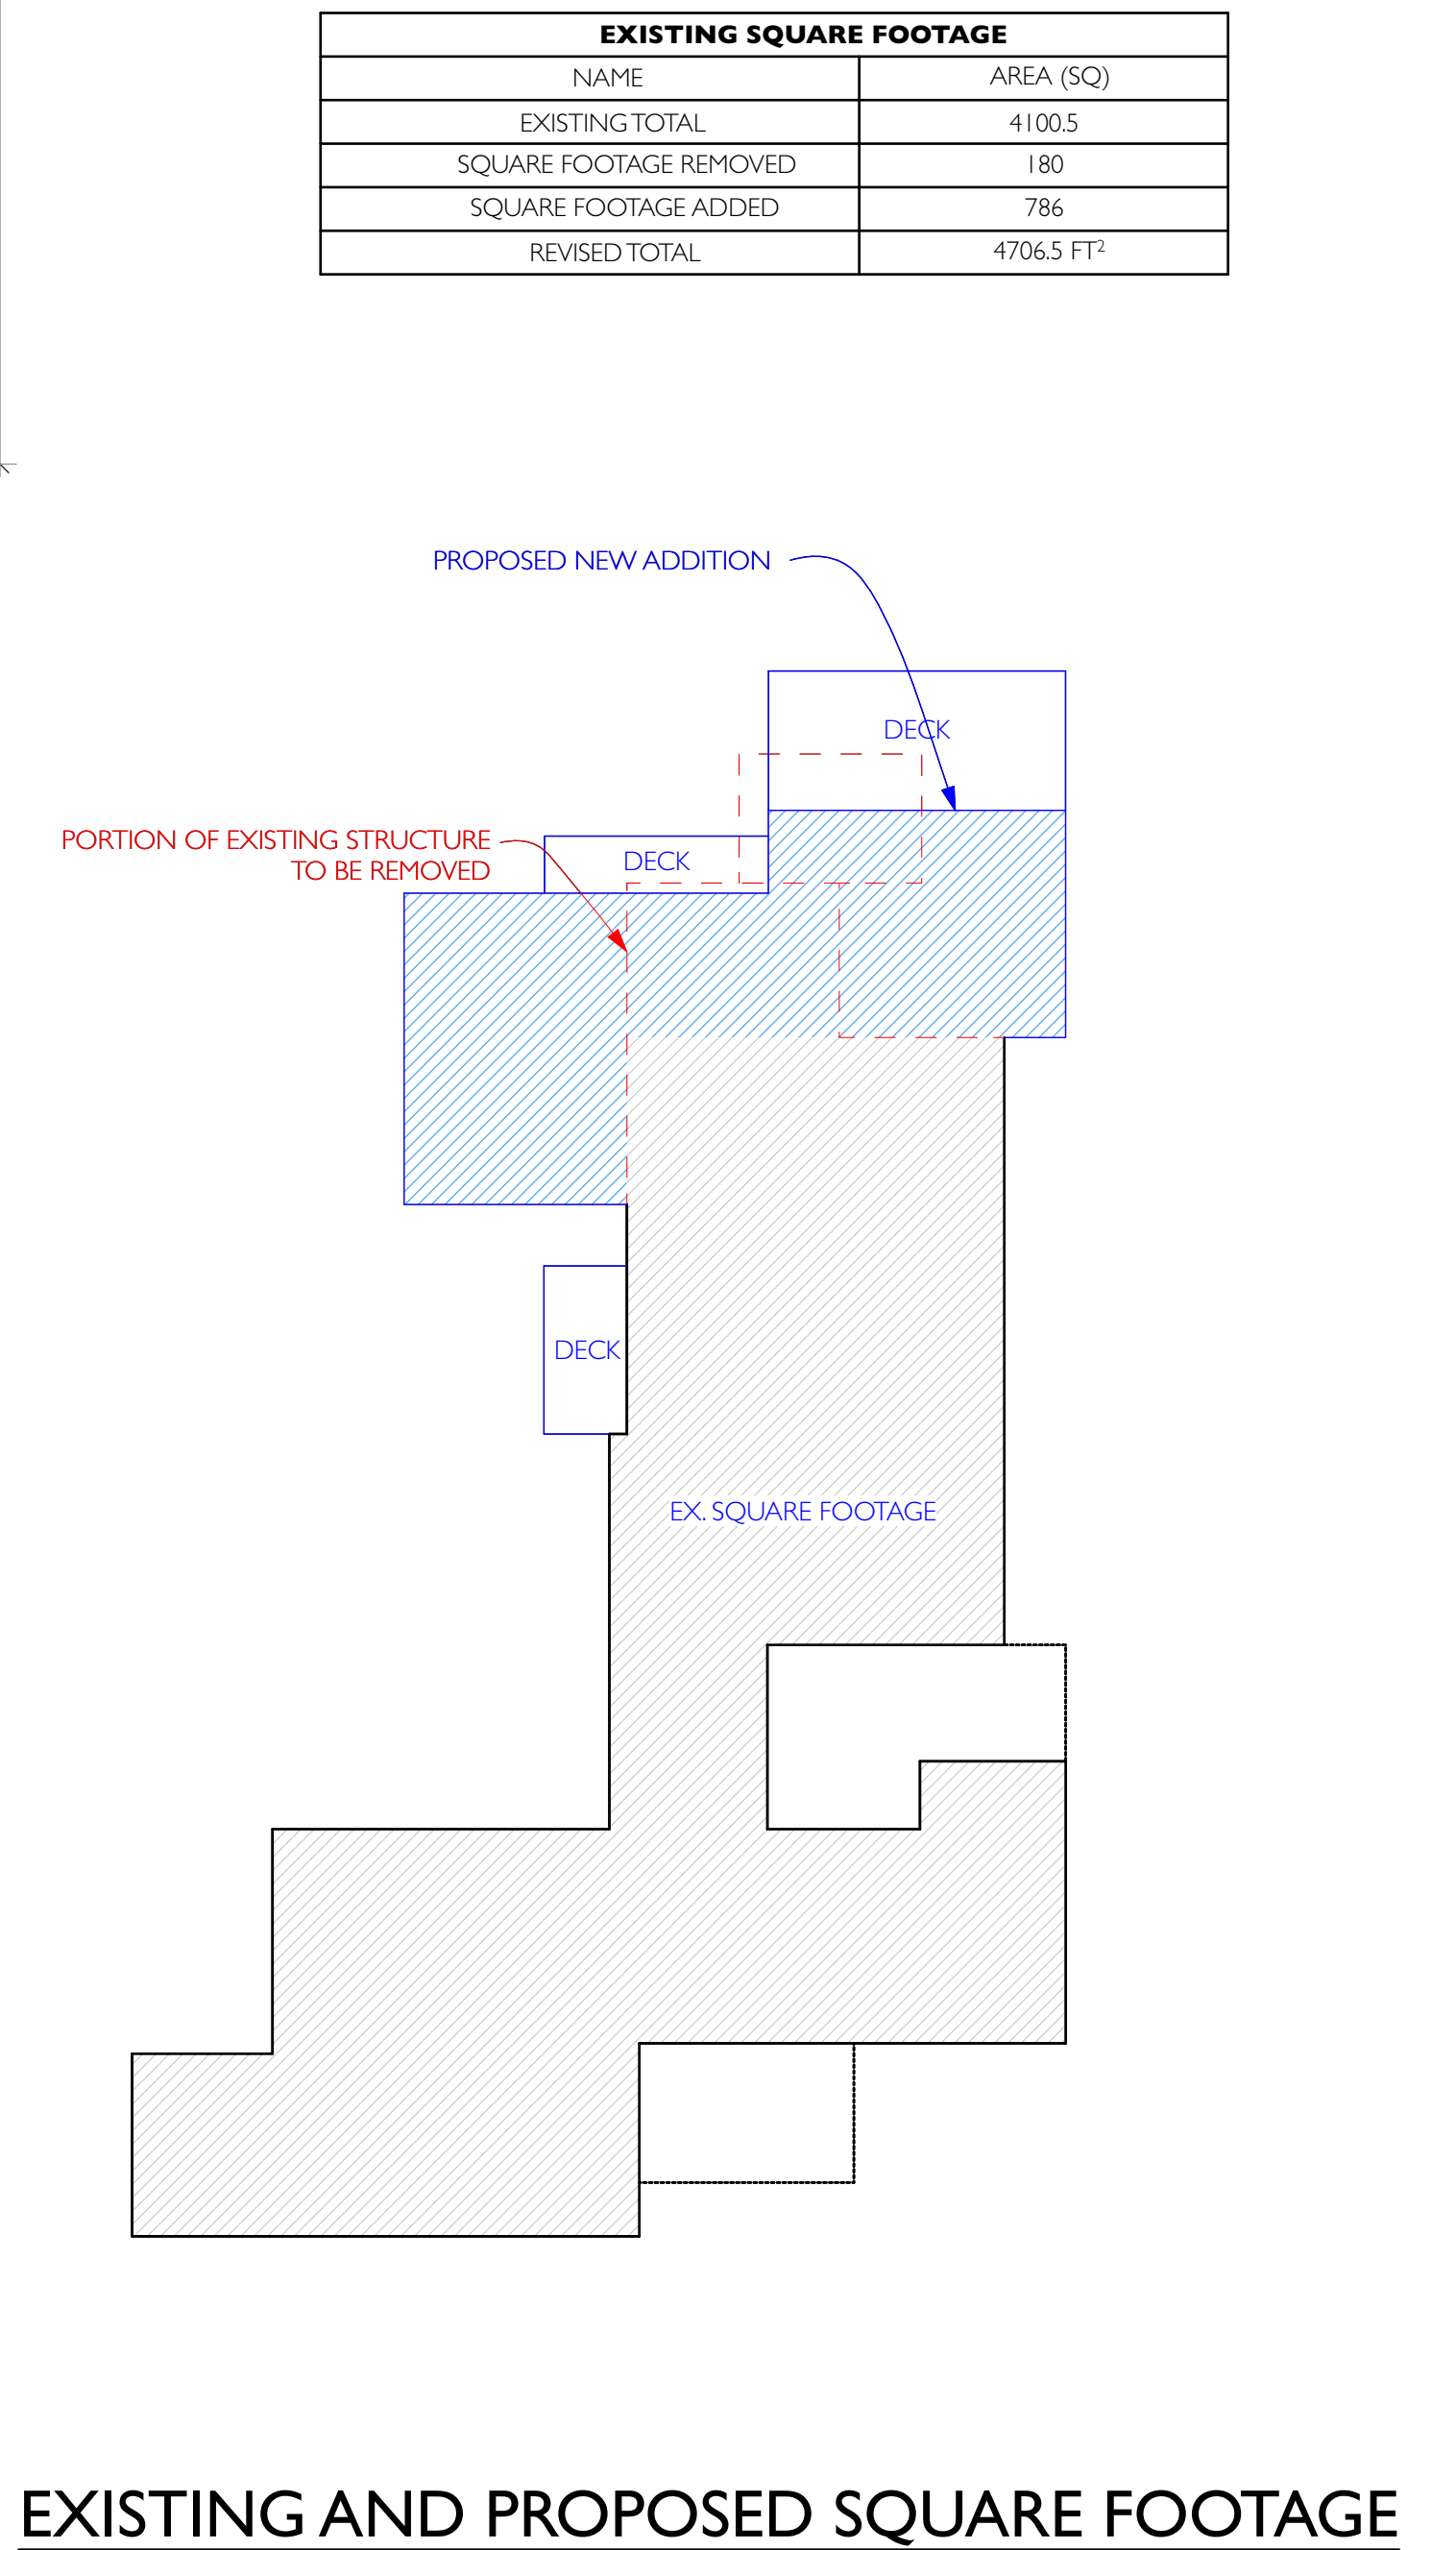 EXISTING SQUARE FOOTAGE
NAME AREA (SQ)
EXISTING TOTAL 4100.5
SQUARE FOOTAGE REMOVED 180
SQUARE FOOTAGE ADDED 786
REVISED TOTAL 4706.5 FT²
PROPOSED NEW ADDITION
DECK
PORTION OF EXISTING STRUCTURE
TO BE REMOVED
DECK
DECK
EX. SQUARE FOOTAGE
EXISTING AND PROPOSED SQUARE FOOTAGE